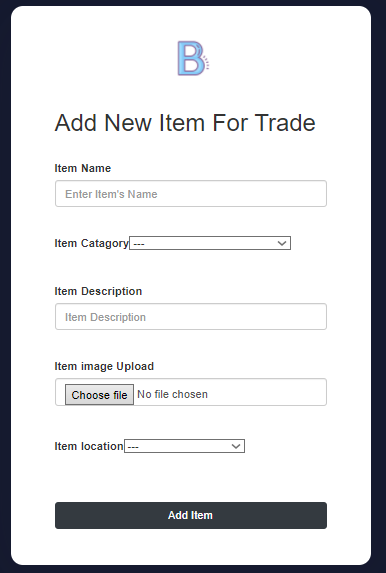 B
Add New Item For Trade
Item Name
Enter Item's Name
Item Catagory ---
Item Description
Item Description
Item image Upload
Choose file No file chosen
Item location ---
Add Item